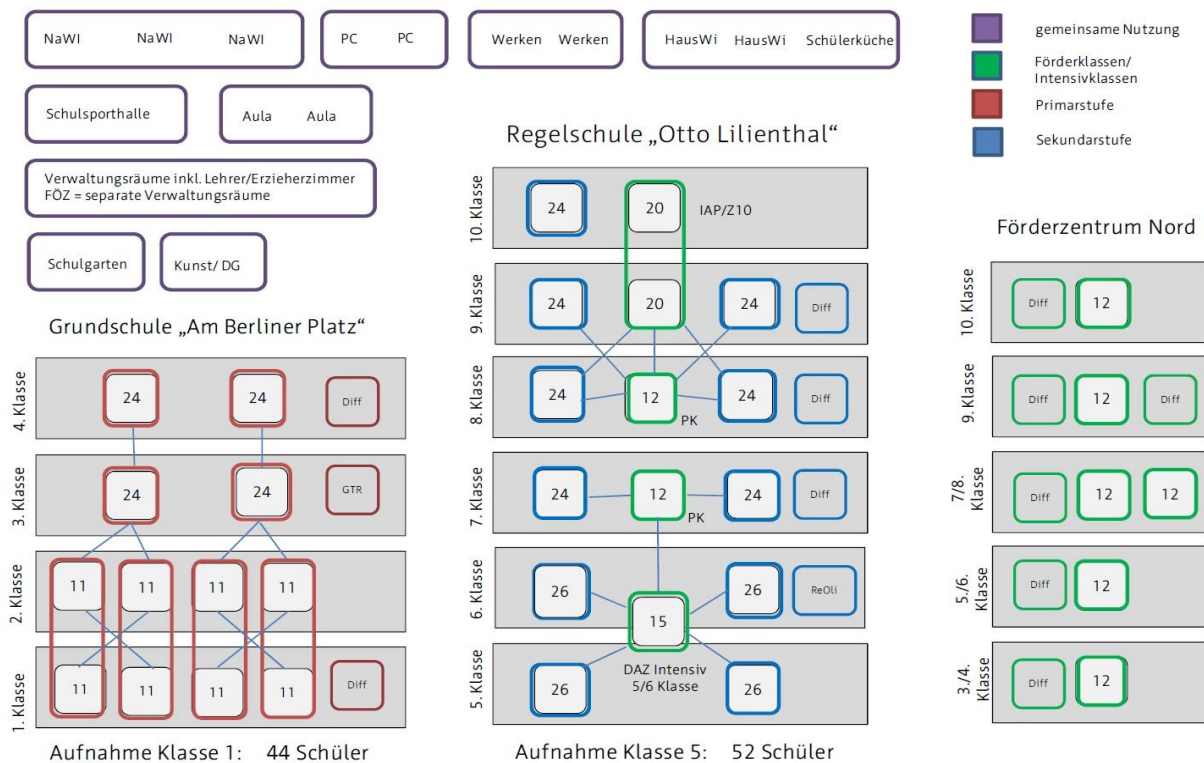 NaWI NaWI NaWI
PC PC
Werken Werken
HausWi HausWi Schülerküche
gemeinsame Nutzung
Förderklassen/
Intensivklassen
Primarstufe
Sekundarstufe
Schulsporthalle
Aula Aula
Verwaltungsräume inkl. Lehrer/Erzieherzimmer
FÖZ = separate Verwaltungsräume
Schulgarten
Kunst/ DG
Grundschule „Am Berliner Platz“
4. Klasse
24 24 Diff
3. Klasse
24 24 GTR
2. Klasse
11 11 11 11
1. Klasse
11 11 11 11 Diff
Aufnahme Klasse 1: 44 Schüler
Regelschule „Otto Lilienthal“
10. Klasse
24 20 IAP/Z10
9. Klasse
24 20 24 Diff
8. Klasse
24 12 24 Diff
PK
7. Klasse
24 12 24 Diff
PK
6. Klasse
26 26 ReOli
15
DAZ Intensiv
5/6 Klasse
5. Klasse
26 26
Aufnahme Klasse 5: 52 Schüler
Förderzentrum Nord
10. Klasse
Diff 12
9. Klasse
Diff 12 Diff
7/8.
Klasse
Diff 12 12
5./6.
Klasse
Diff 12
3./4.
Klasse
Diff 12